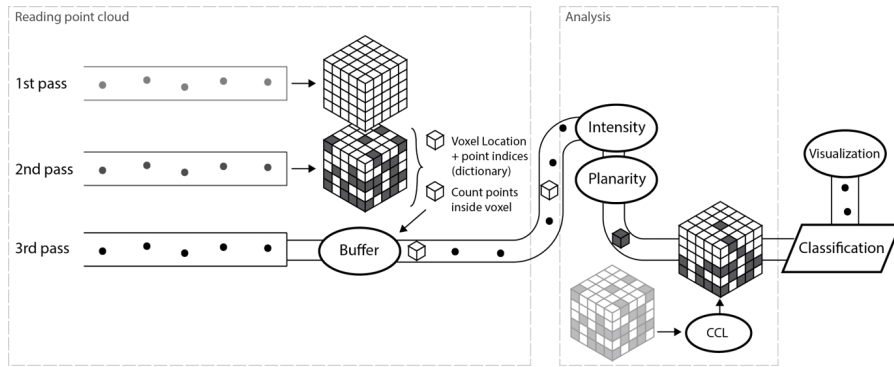 Reading point cloud
Analysis
1st pass
2nd pass
3rd pass
Voxel Location
+ point indices
(dictionary)
Count points
inside voxel
Buffer
Intensity
Planarity
CCL
Visualization
Classification